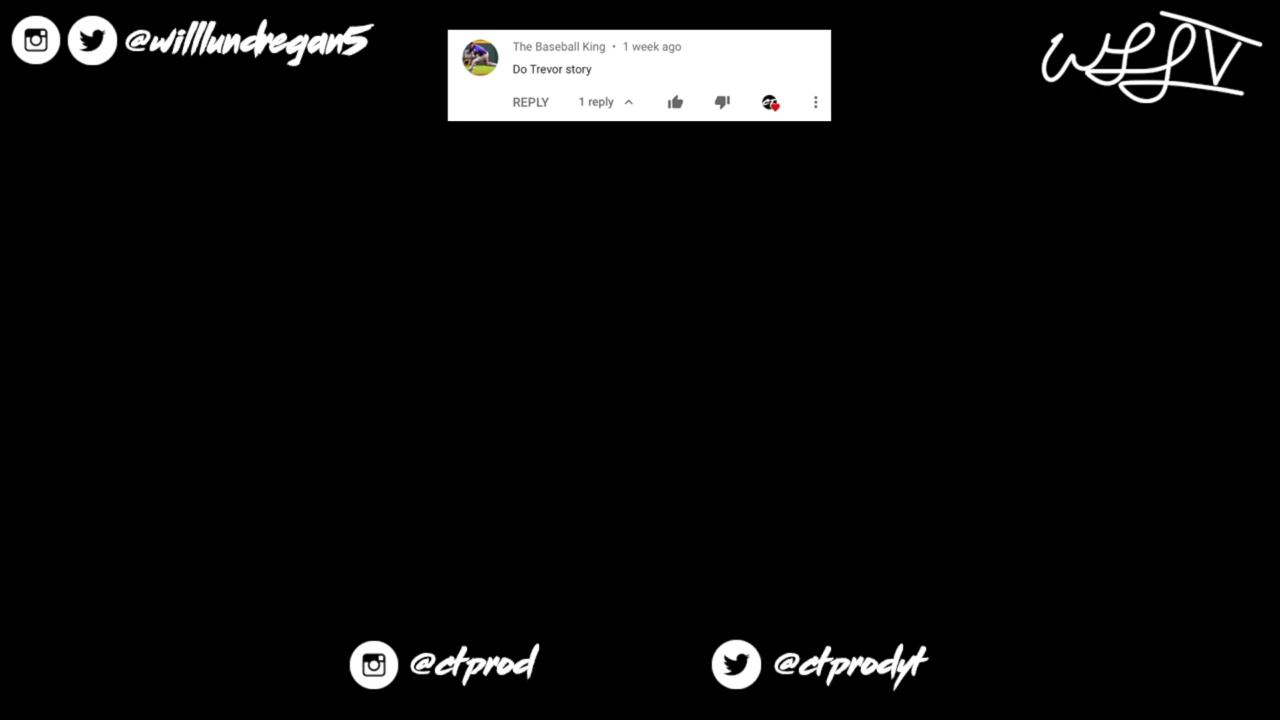 @willlundregan5
The Baseball King • 1 week ago
Do Trevor story
REPLY 1 reply
@ctprod
@ctprodyt